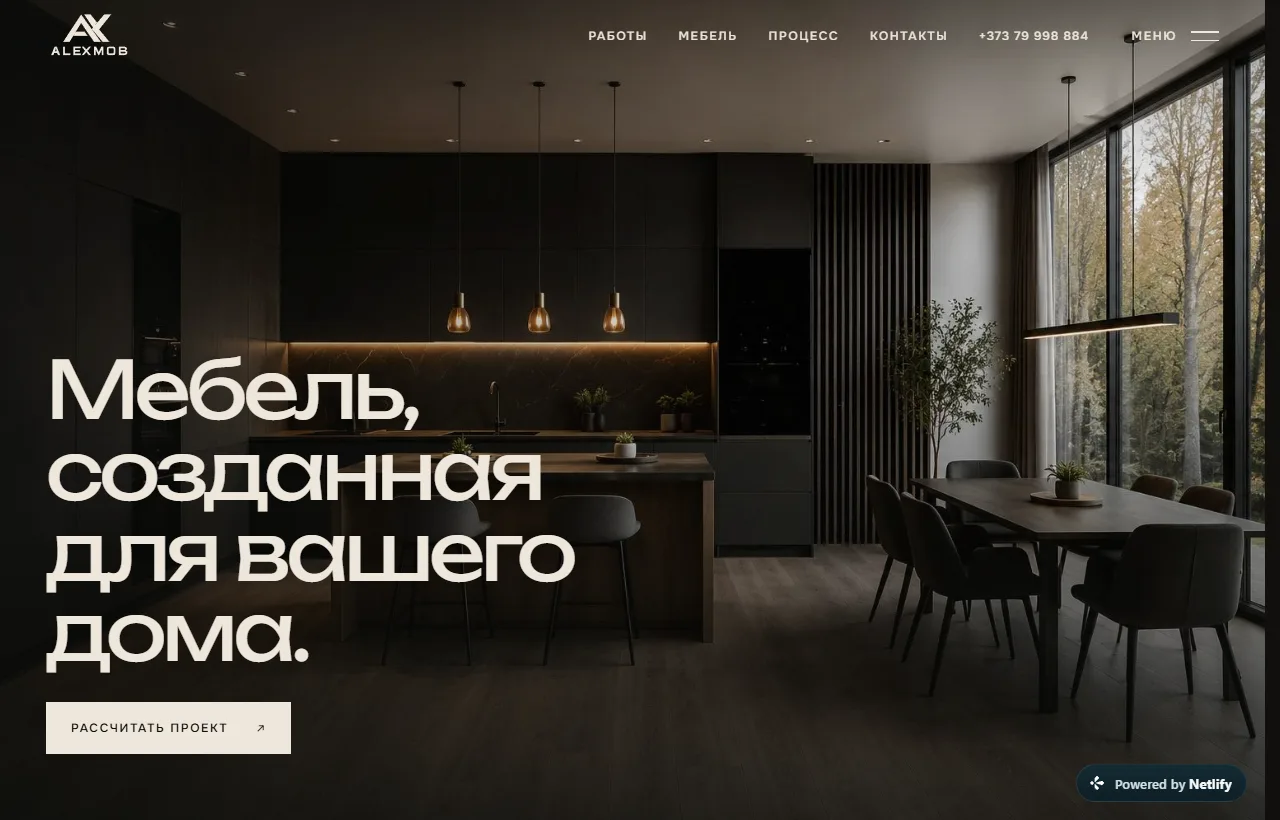 ALEXMOB
РАБОТЫ МЕБЕЛЬ ПРОЦЕСС КОНТАКТЫ +373 79 998 884 МЕНЮ
Мебель,
созданная
для вашего
дома.
РАССЧИТАТЬ ПРОЕКТ
Powered by Netlify